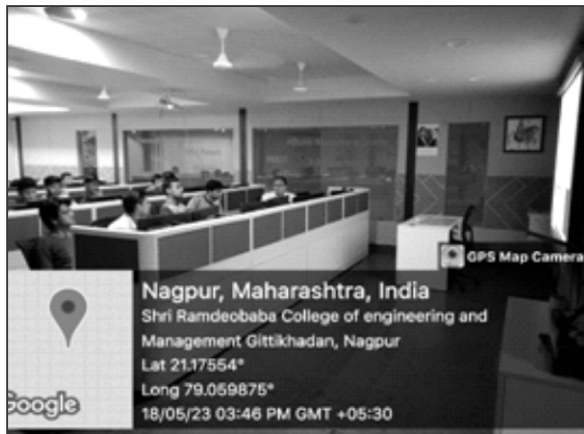 GPS Map Camera
Nagpur, Maharashtra, India
Shri Ramdeobaba College of engineering and
Management Gittikhadan, Nagpur
Lat 21.17554°
Long 79.059875°
18/05/23 03:46 PM GMT +05:30
Google